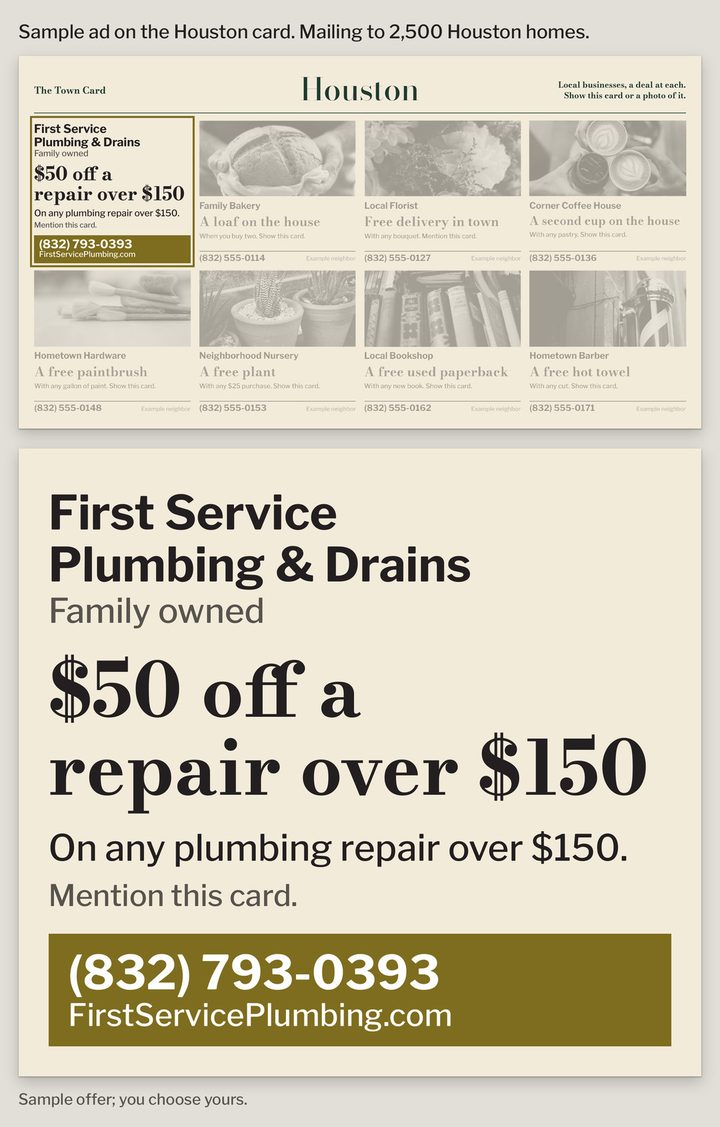 Sample ad on the Houston card. Mailing to 2,500 Houston homes.
The Town Card
Houston
Local businesses, a deal at each.
Show this card or a photo of it.
First Service
Plumbing & Drains
Family owned
$50 off a
repair over $150
On any plumbing repair over $150.
Mention this card.
(832) 793-0393
FirstServicePlumbing.com
Family Bakery
A loaf on the house
When you buy two. Show this card.
(832) 555-0114
Example neighbor
Local Florist
Free delivery in town
With any bouquet. Mention this card.
(832) 555-0127
Example neighbor
Corner Coffee House
A second cup on the house
With any pastry. Show this card.
(832) 555-0136
Example neighbor
Hometown Hardware
A free paintbrush
With any gallon of paint. Show this card.
(832) 555-0148
Example neighbor
Neighborhood Nursery
A free plant
With any $25 purchase. Show this card.
(832) 555-0153
Example neighbor
Local Bookshop
A free used paperback
With any new book. Show this card.
(832) 555-0162
Example neighbor
Hometown Barber
A free hot towel
With any cut. Show this card.
(832) 555-0171
Example neighbor
First Service
Plumbing & Drains
Family owned
$50 off a
repair over $150
On any plumbing repair over $150.
Mention this card.
(832) 793-0393
FirstServicePlumbing.com
Sample offer; you choose yours.